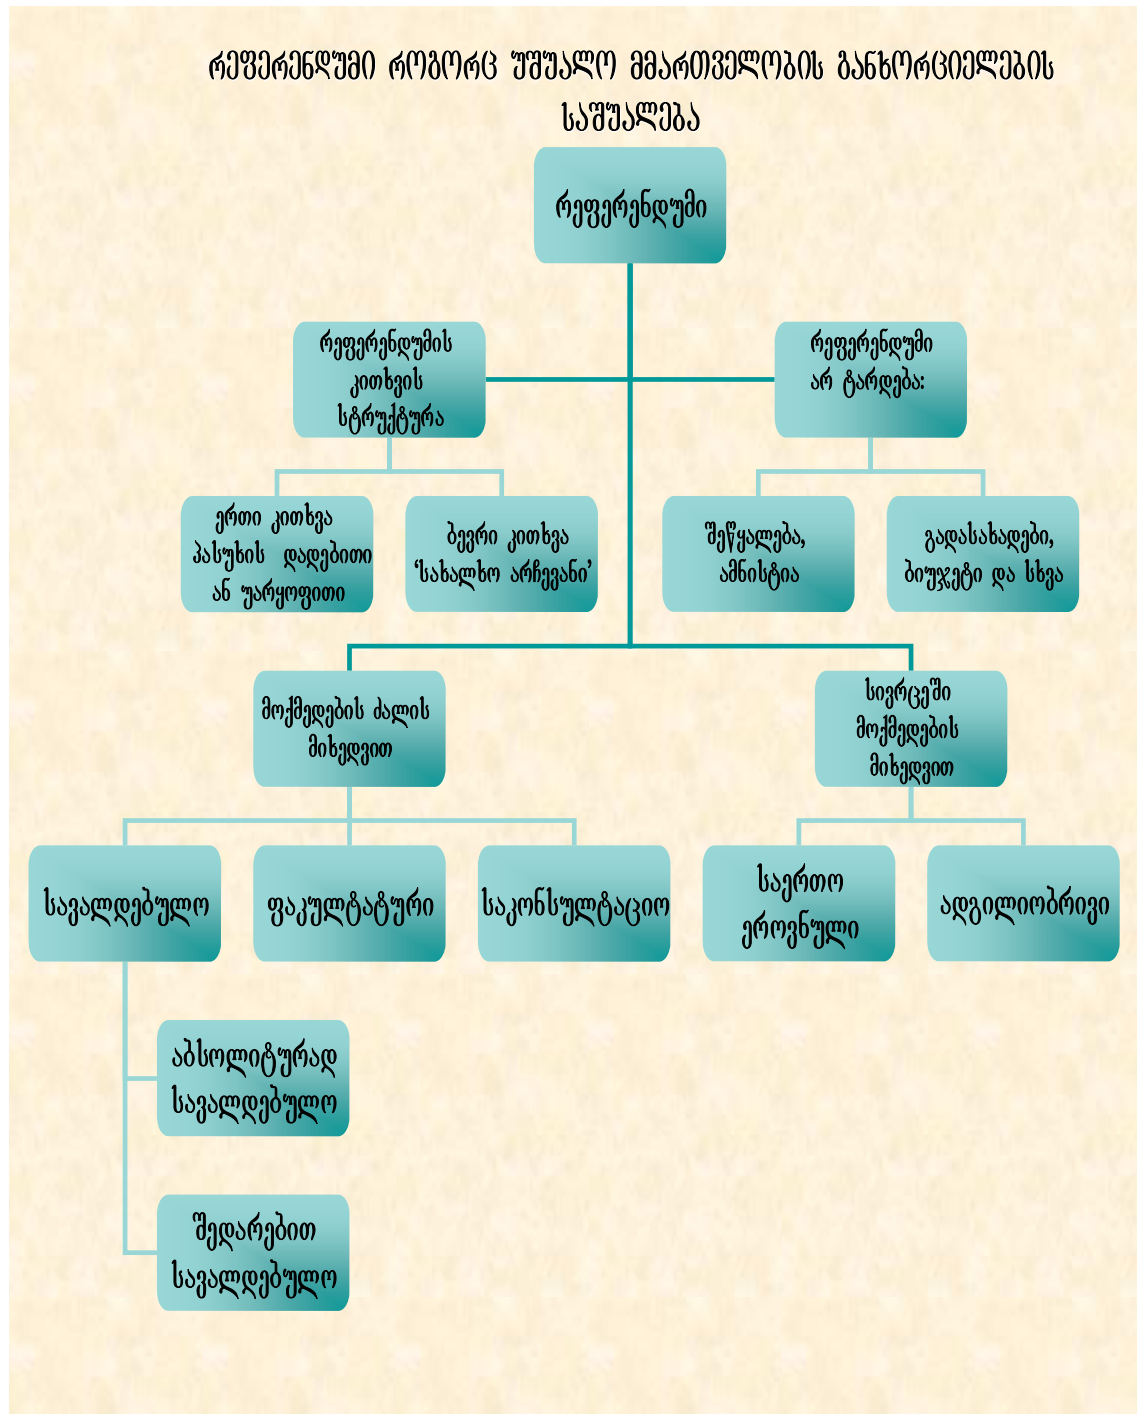 რეფერენდუმი როგორც უშუალო მმართველობის განხორციელების
საშუალება
რეფერენდუმი
რეფერენდუმის
კითხვის
სტრუქტურა
რეფერენდუმი
არ ტარდება:
ერთი კითხვა
პასუხის დადებითი
ან უარყოფითი
ბევრი კითხვა
‘სახალხო არჩევანი’
შეწყალება,
ამნისტია
გადასახადები,
ბიუჯეტი და სხვა
მოქმედების ძალის
მიხედვით
სივრცეში
მოქმედების
მიხედვით
სავალდებულო
ფაკულტატური
საკონსულტაციო
საერთო
ეროვნული
ადგილიობრივი
აბსოლიტურად
სავალდებულო
შედარებით
სავალდებულო